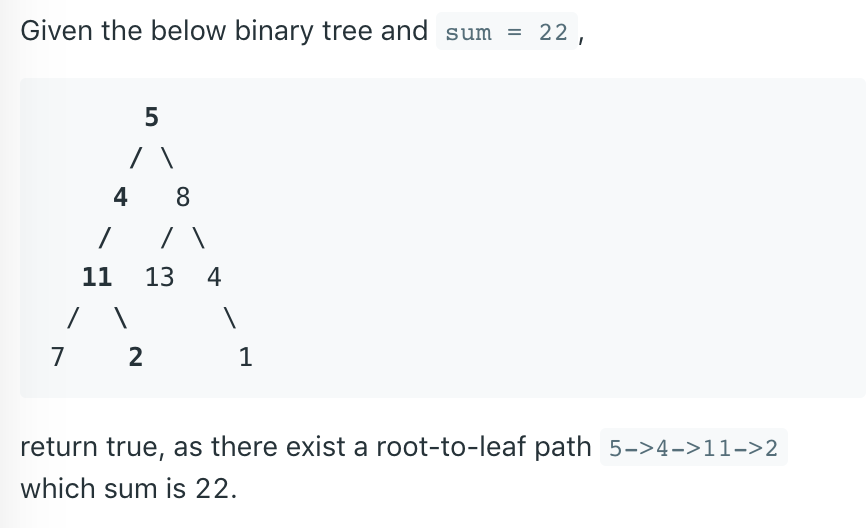 Given the below binary tree and sum = 22,
5
/ \
4 8
/ / \
11 13 4
/ \ \
7 2 1
return true, as there exist a root-to-leaf path 5->4->11->2
which sum is 22.